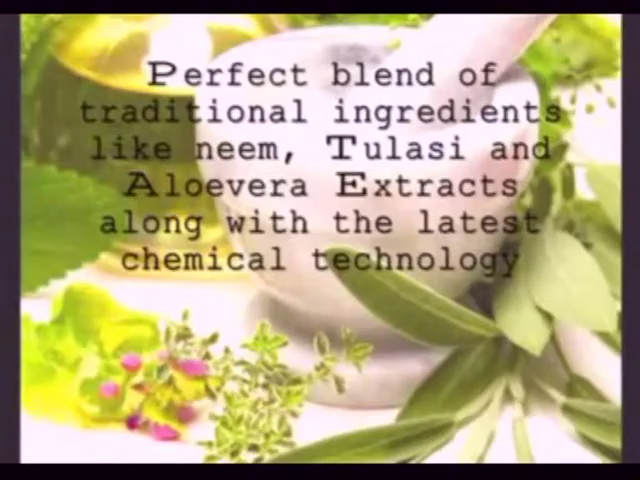 Perfect blend of
traditional ingredients
like neem, Tulasi and
Aloevera Extracts
along with the latest
chemical technology